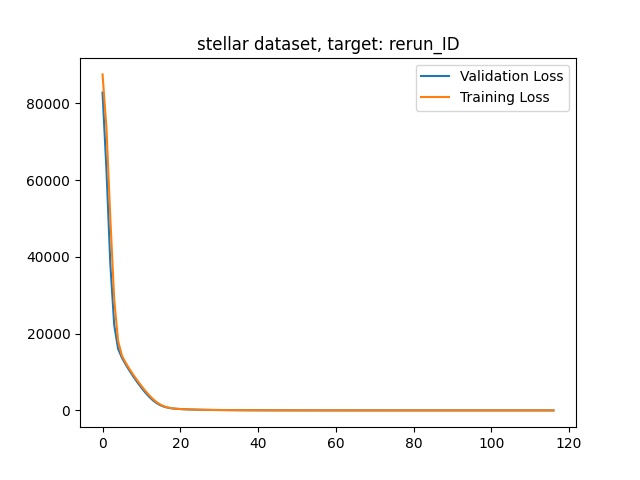 stellar dataset, target: rerun_ID
Validation Loss
Training Loss
80000
60000
40000
20000
0
0 20 40 60 80 100 120